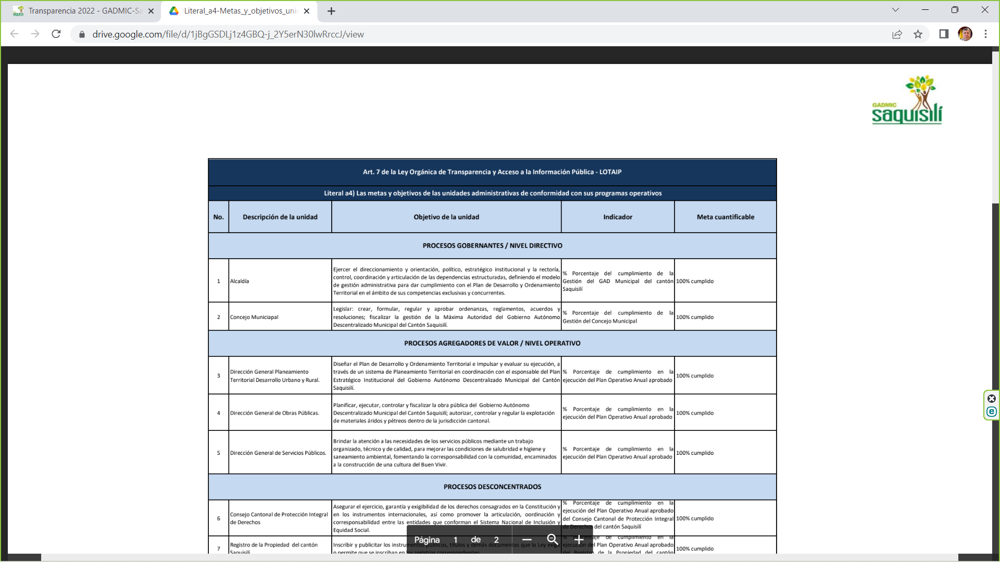 Transparencia 2022 - GADMIC-Sa
Literal_a4-Metas_y_objetivos_uni
drive.google.com/file/d/1jBgGSDLj1z4GBQ-j_2Y5erN30lwRrccJ/view
GADMIC
saquisilí
Art. 7 de la Ley Orgánica de Transparencia y Acceso a la Información Pública - LOTAIP
Literal a4) Las metas y objetivos de las unidades administrativas de conformidad con sus programas operativos
No. Descripción de la unidad Objetivo de la unidad Indicador Meta cuantificable
PROCESOS GOBERNANTES / NIVEL DIRECTIVO
1
Alcaldía
Ejercer el direccionamiento y orientación, político, estratégico institucional y la rectoría,
control, coordinación y articulación de las dependencias estructuradas, definiendo el modelo
de gestión administrativa para dar cumplimiento con el Plan de Desarrollo y Ordenamiento
Territorial en el ámbito de sus competencias exclusivas y concurrentes.
% Porcentaje del cumplimiento de la
Gestión del GAD Municipal del cantón
Saquisilí
100% cumplido
2
Concejo Municiapal
Legislar: crear, formular, regular y aprobar ordenanzas, reglamentos, acuerdos y
resoluciones; fiscalizar la gestión de la Máxima Autoridad del Gobierno Autónomo
Descentralizado Municipal del Cantón Saquisilí.
% Porcentaje del cumplimiento de la
Gestión del Concejo Municipal
100% cumplido
PROCESOS AGREGADORES DE VALOR / NIVEL OPERATIVO
3
Dirección General Planeamiento
Territorial Desarrollo Urbano y Rural.
Diseñar el Plan de Desarrollo y Ordenamiento Territorial e Impulsar y evaluar su ejecución, a
través de un sistema de Planeamiento Territorial en coordinación con el esponsable del Plan
Estratégico Institucional del Gobierno Autónomo Descentralizado Municipal del Cantón
Saquisilí.
% Porcentaje de cumplimiento en la
ejecución del Plan Operativo Anual aprobado
100% cumplido
4
Dirección General de Obras Públicas.
Planificar, ejecutar, controlar y fiscalizar la obra pública del Gobierno Autónomo
Descentralizado Municipal del Cantón Saquisilí; autorizar, controlar y regular la explotación
de materiales áridos y pétreos dentro de la jurisdicción cantonal.
% Porcentaje de cumplimiento en la
ejecución del Plan Operativo Anual aprobado
100% cumplido
5
Dirección General de Servicios Públicos.
Brindar la atención a las necesidades de los servicios públicos mediante un trabajo
organizado, técnico y de calidad, para mejorar las condiciones de salubridad e higiene y
saneamiento ambiental, fomentando la corresponsabilidad con la comunidad, encaminados
a la construcción de una cultura del Buen Vivir.
% Porcentaje de cumplimiento en la
ejecución del Plan Operativo Anual aprobado
100% cumplido
PROCESOS DESCONCENTRADOS
6
Consejo Cantonal de Protección Integral
de Derechos
Asegurar el ejercicio, garantía y exigibilidad de los derechos consagrados en la Constitución y
en los instrumentos internacionales, así como promover la articulación, oordinación y
corresponsabilidad entre las entidades que conforman el Sistema Nacional de Inclusión y
Equidad Social.
% Porcentaje de cumplimiento en la
ejecución del Plan Operativo Anual aprobado
del Consejo Cantonal de Protección Integral
de Derechos del cantón Saquisilí
100% cumplido
7
Registro de la Propiedad del cantón
Saquisilí
Inscribir y publicitar los instrumentos públicos, títulos y demás documentos que la Ley exige
o permite que se inscriban en los registros correspondientes.
% Porcentaje de cumplimiento en la
ejecución del Plan Operativo Anual aprobado
del Registro de la Propiedad del cantón
100% cumplido
Página 1 de 2